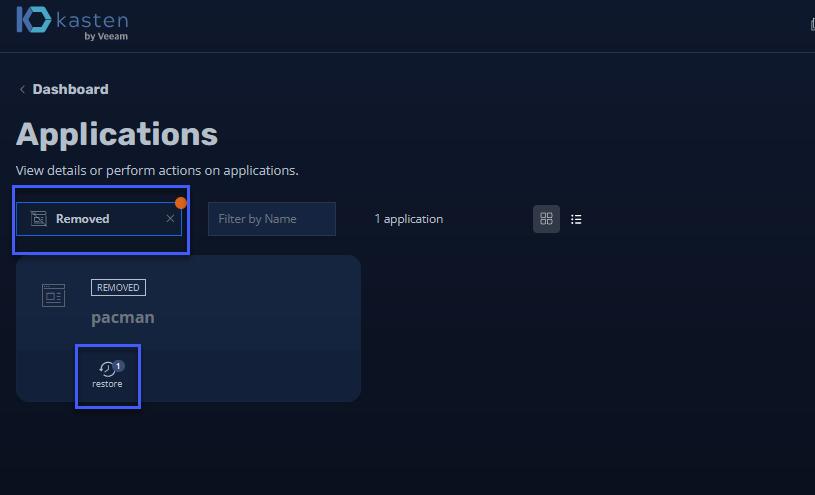 kasten
by Veeam
Dashboard
Applications
View details or perform actions on applications.
Removed
Filter by Name
1 application
REMOVED
pacman
1
restore